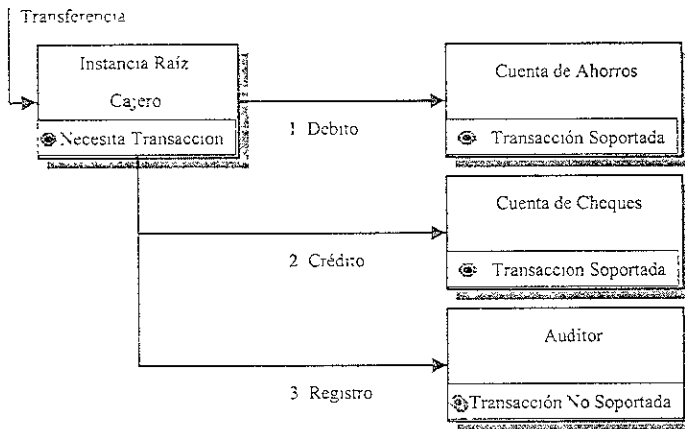 Transferencia
Instancia Raíz
Cajero
Necesita Transaccion
1 Debito
Cuenta de Ahorros
Transacción Soportada
Cuenta de Cheques
2 Crédito
Transaccion Soportada
Auditor
3 Registro
Transacción No Soportada